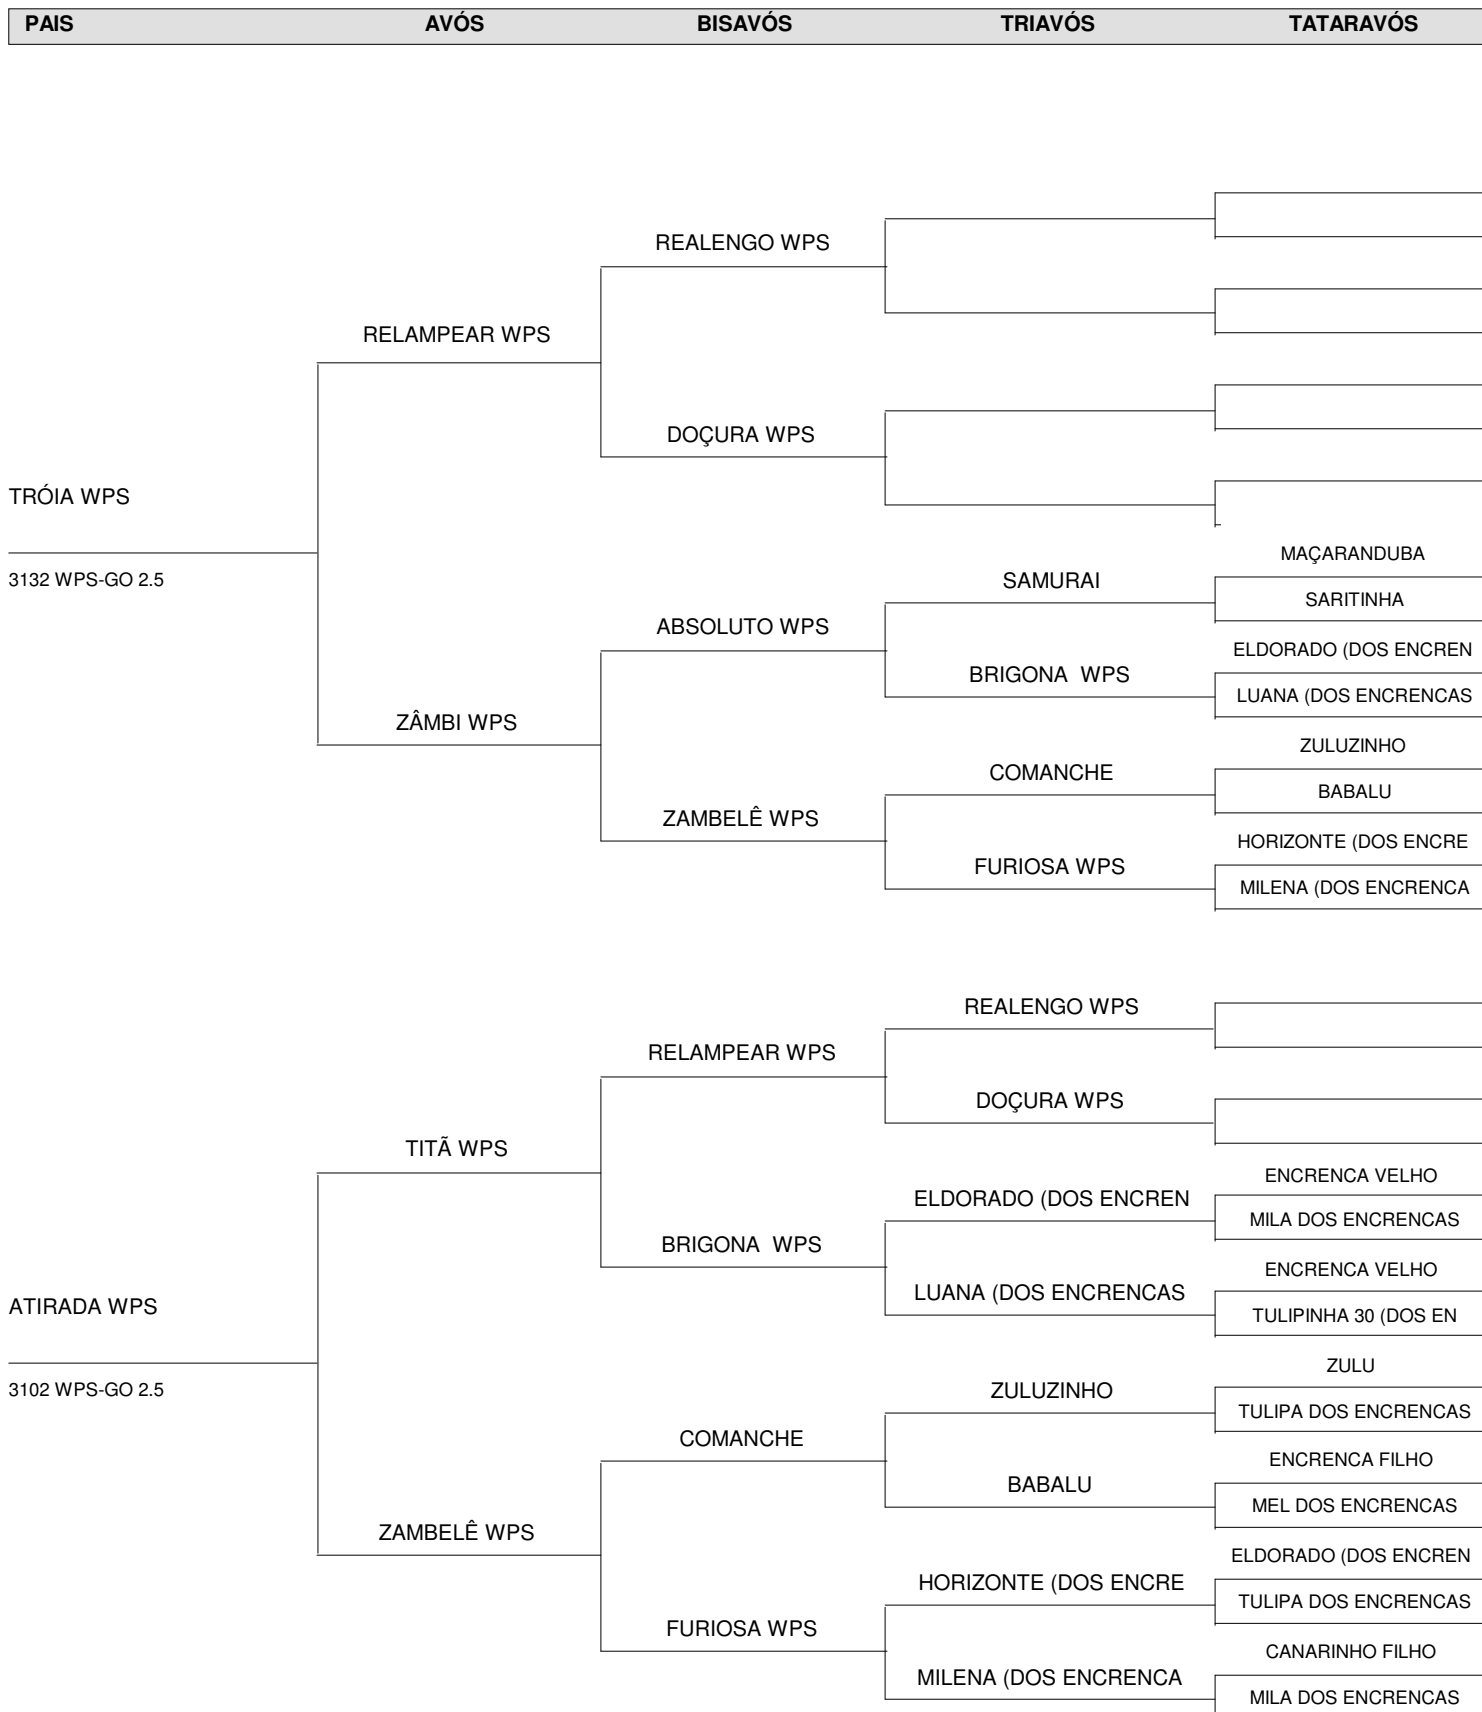 PAIS AVÓS BISAVÓS TRIAVÓS TATARAVÓS
REALENGO WPS
RELAMPEAR WPS
DOÇURA WPS
TRÓIA WPS
3132 WPS-GO 2.5
MAÇARANDUBA
SAMURAI
SARITINHA
ABSOLUTO WPS
ELDORADO (DOS ENCREN
BRIGONA  WPS
LUANA (DOS ENCRENCAS
ZÂMBI WPS
ZULUZINHO
COMANCHE
BABALU
ZAMBELÊ WPS
HORIZONTE (DOS ENCRE
FURIOSA WPS
MILENA (DOS ENCRENCA
REALENGO WPS
RELAMPEAR WPS
DOÇURA WPS
TITÃ WPS
ENCRENCA VELHO
ELDORADO (DOS ENCREN
MILA DOS ENCRENCAS
BRIGONA  WPS
ENCRENCA VELHO
LUANA (DOS ENCRENCAS
TULIPINHA 30 (DOS EN
ATIRADA WPS
3102 WPS-GO 2.5
ZULU
ZULUZINHO
TULIPA DOS ENCRENCAS
COMANCHE
ENCRENCA FILHO
BABALU
MEL DOS ENCRENCAS
ZAMBELÊ WPS
ELDORADO (DOS ENCREN
HORIZONTE (DOS ENCRE
TULIPA DOS ENCRENCAS
FURIOSA WPS
CANARINHO FILHO
MILENA (DOS ENCRENCA
MILA DOS ENCRENCAS